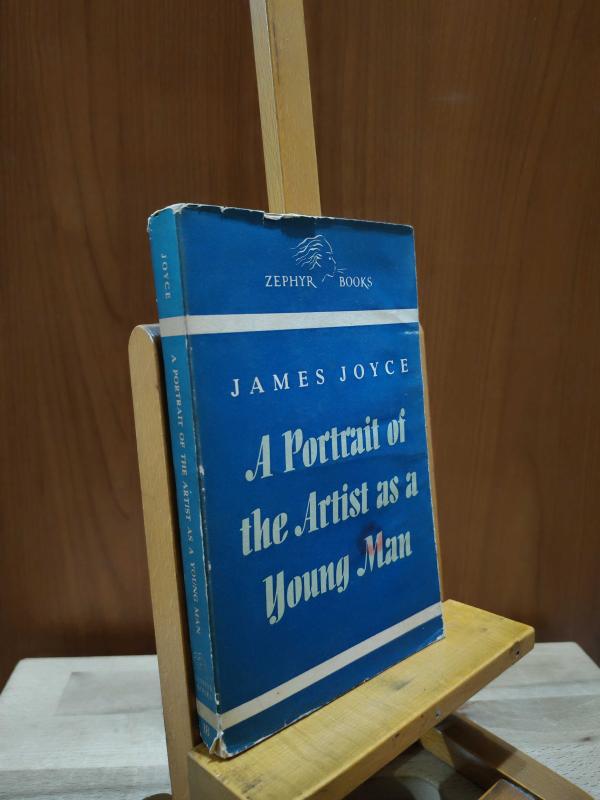 ZEPHYR BOOKS
JAMES JOYCE
A Portrait of
the Artist as a
Young Man
JOYCE
A PORTRAIT OF THE ARTIST AS A YOUNG MAN